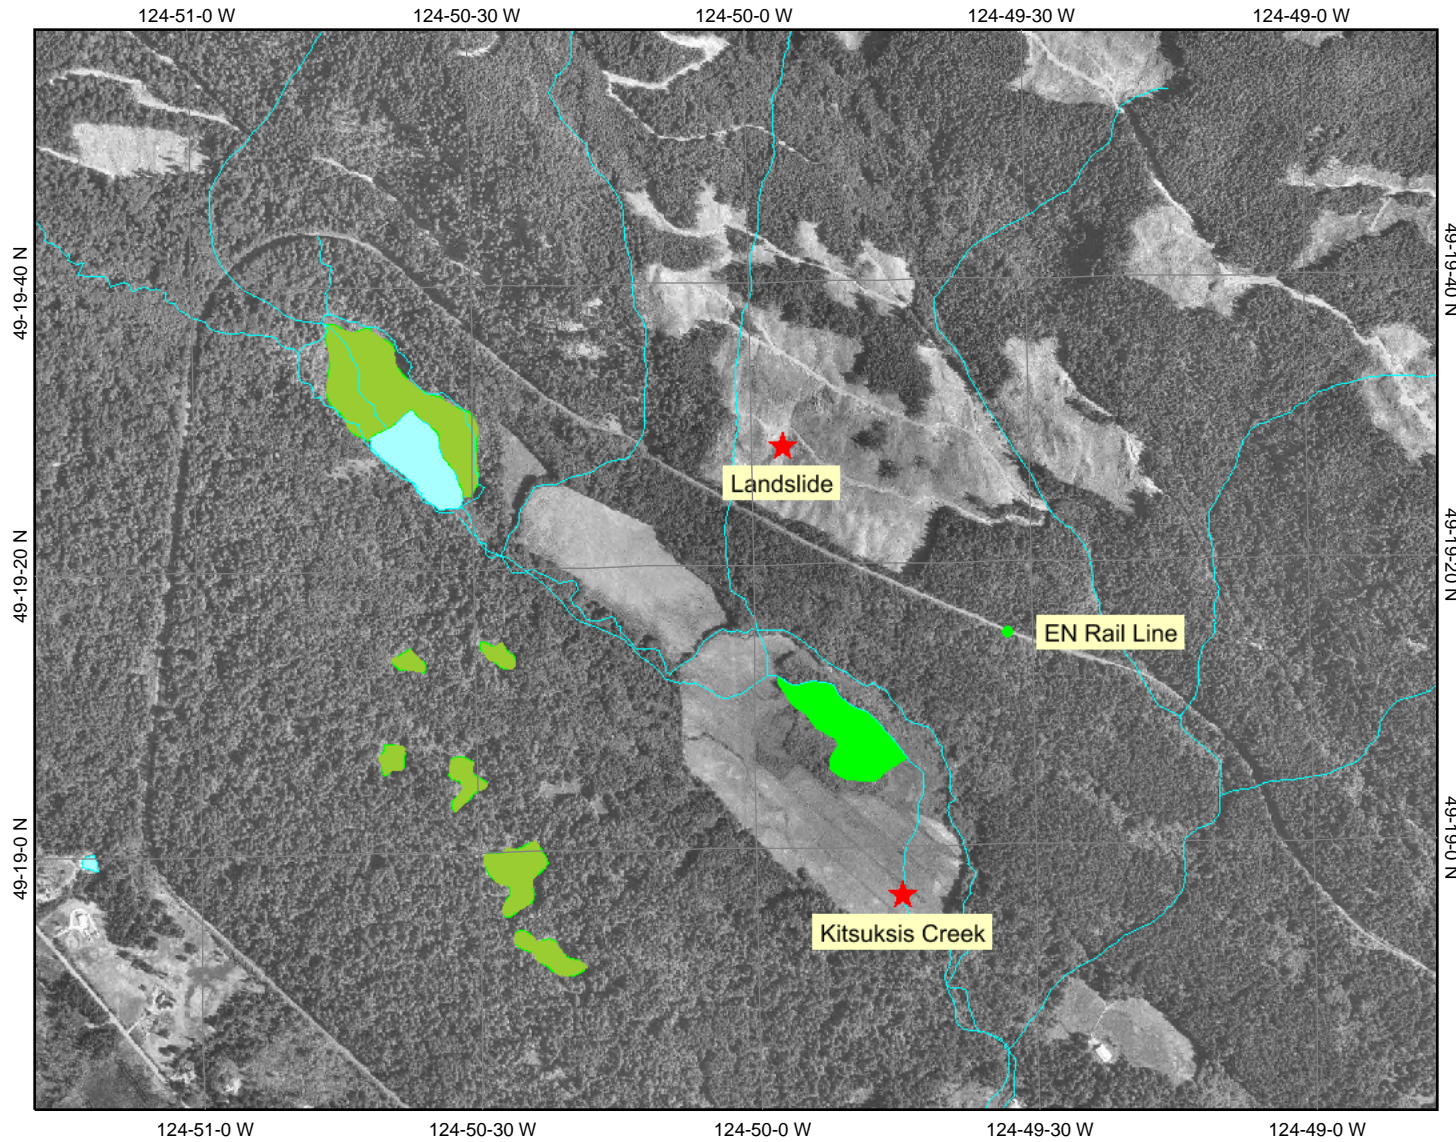 124-51-0 W 124-50-30 W 124-50-0 W 124-49-30 W 124-49-0 W
49-19-40 N
49-19-40 N
Landslide
49-19-20 N
49-19-20 N
EN Rail Line
49-19-0 N
49-19-0 N
Kitsuksis Creek
124-51-0 W 124-50-30 W 124-50-0 W 124-49-30 W 124-49-0 W